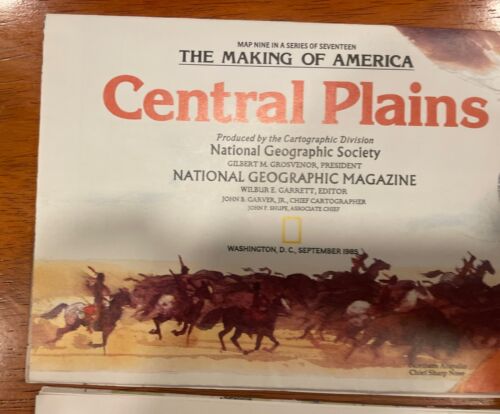 MAP NINE IN A SERIES OF SEVENTEEN
THE MAKING OF AMERICA
Central Plains
Produced by the Cartographic Division
National Geographic Society
GILBERT M. GROSVENOR, PRESIDENT
NATIONAL GEOGRAPHIC MAGAZINE
WILBUR E. GARRETT, EDITOR
JOHN B. GARVER, JR., CHIEF CARTOGRAPHER
JOHN F. SHUPE, ASSOCIATE CHIEF
WASHINGTON, D.C., SEPTEMBER 1985
Northern Arapaho
Chief Sharp Nose